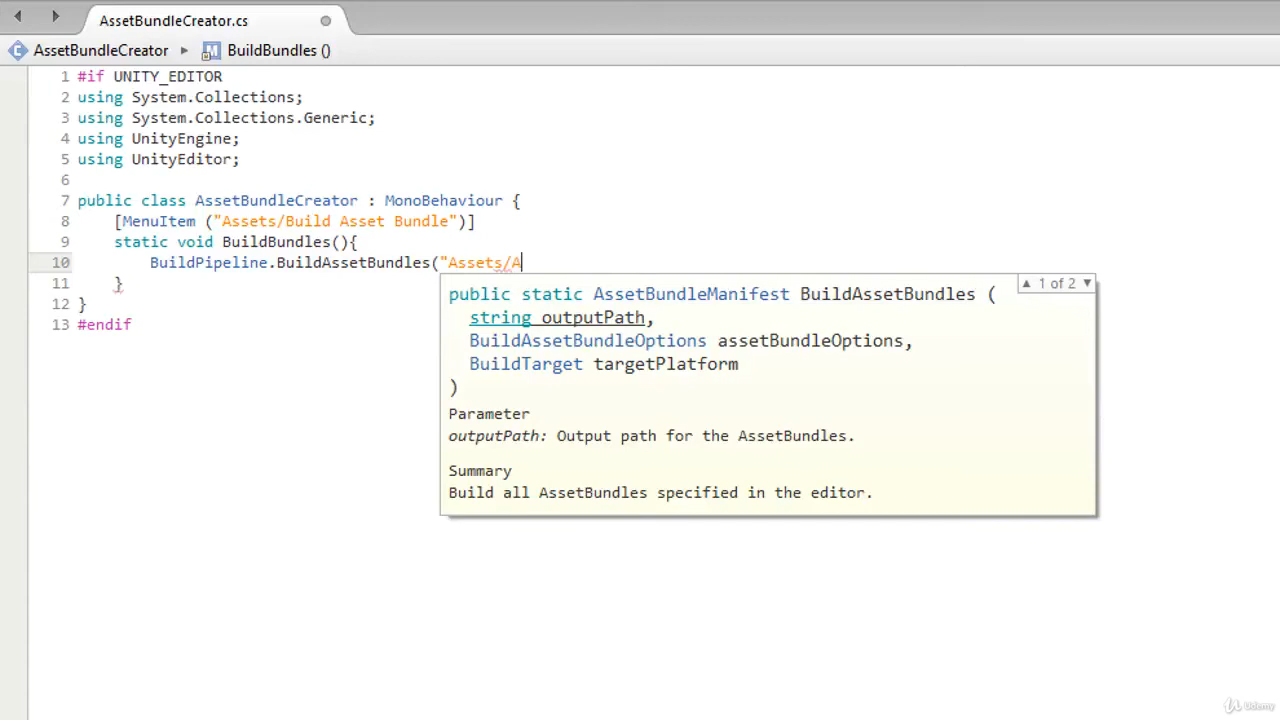 AssetBundleCreator.cs
AssetBundleCreator BuildBundles ()
1 #if UNITY_EDITOR
2 using System.Collections;
3 using System.Collections.Generic;
4 using UnityEngine;
5 using UnityEditor;
6
7 public class AssetBundleCreator : MonoBehaviour {
8 [MenuItem ("Assets/Build Asset Bundle")]
9 static void BuildBundles(){
10 BuildPipeline.BuildAssetBundles("Assets/A
11 }
12 }
13 #endif
1 of 2
public static AssetBundleManifest BuildAssetBundles (
string outputPath,
BuildAssetBundleOptions assetBundleOptions,
BuildTarget targetPlatform
)
Parameter
outputPath: Output path for the AssetBundles.
Summary
Build all AssetBundles specified in the editor.
Udemy